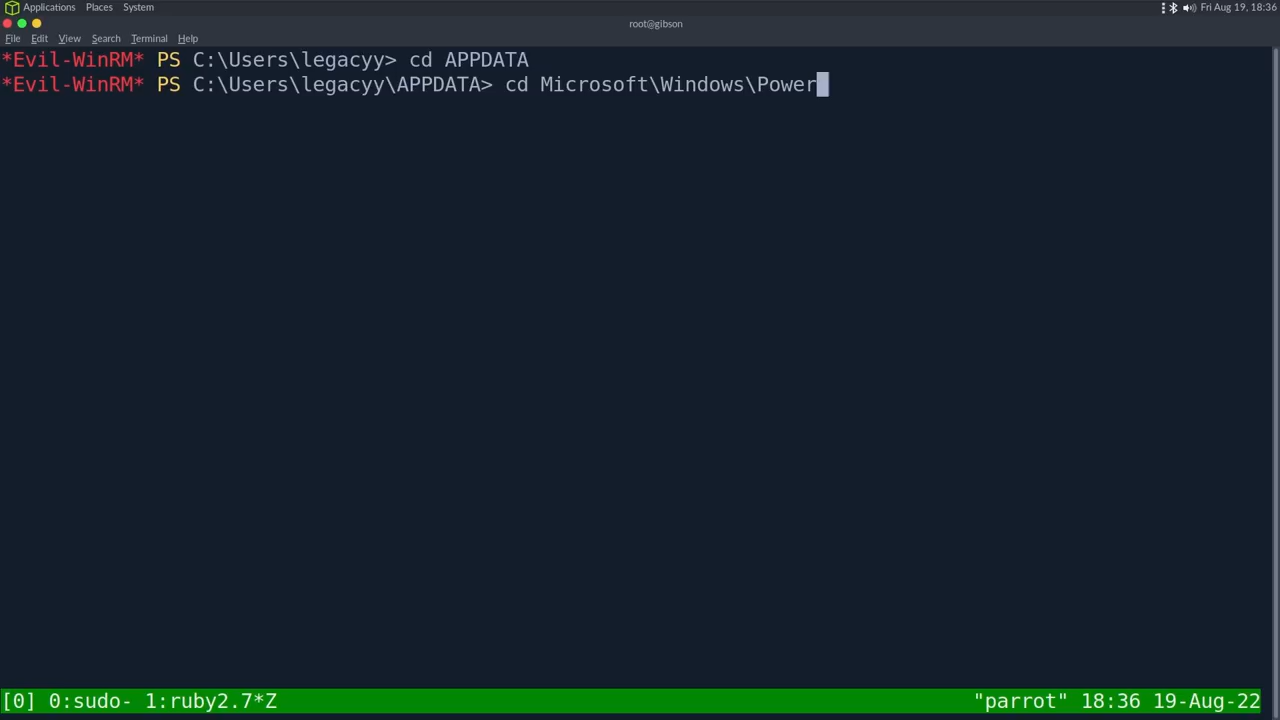 Applications Places System Fri Aug 19, 18:36
root@gibson
File Edit View Search Terminal Help
*Evil-WinRM* PS C:\Users\legacyy> cd APPDATA
*Evil-WinRM* PS C:\Users\legacyy\APPDATA> cd Microsoft\Windows\Power
[0] 0:sudo- 1:ruby2.7*Z "parrot" 18:36 19-Aug-22